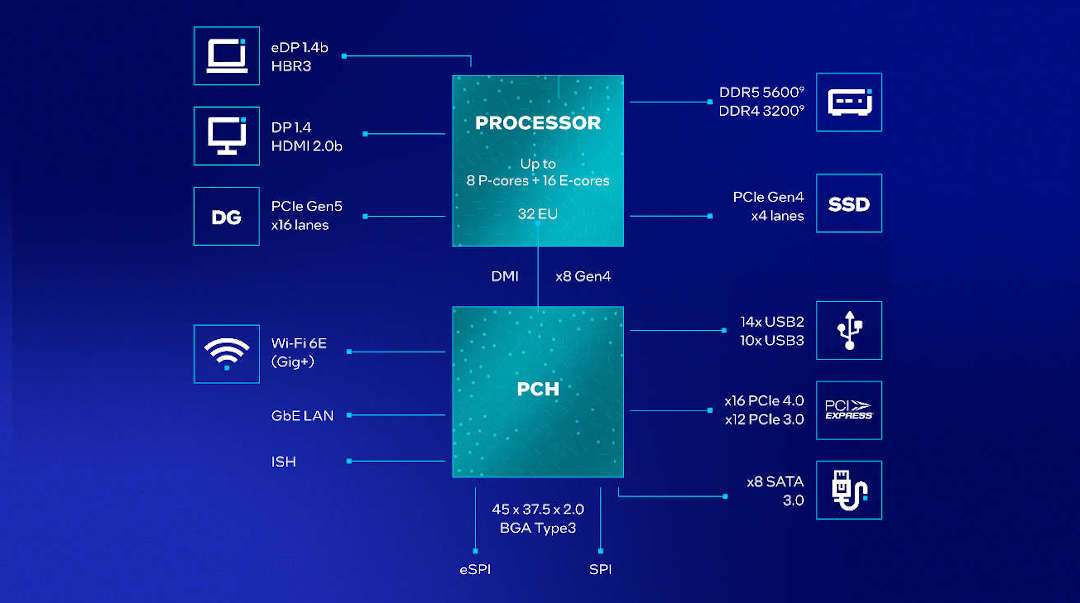 eDP 1.4b
HBR3
DP 1.4
HDMI 2.0b
DG
PCIe Gen5
x16 lanes
PROCESSOR
Up to
8 P-cores + 16 E-cores
32 EU
DDR5 5600⁹
DDR4 3200⁹
PCIe Gen4
x4 lanes
SSD
DMI
x8 Gen4
Wi-Fi 6E
(Gig+)
GbE LAN
ISH
PCH
14x USB2
10x USB3
x16 PCIe 4.0
x12 PCIe 3.0
PCI
EXPRESS
x8 SATA
3.0
45 x 37.5 x 2.0
BGA Type3
eSPI
SPI